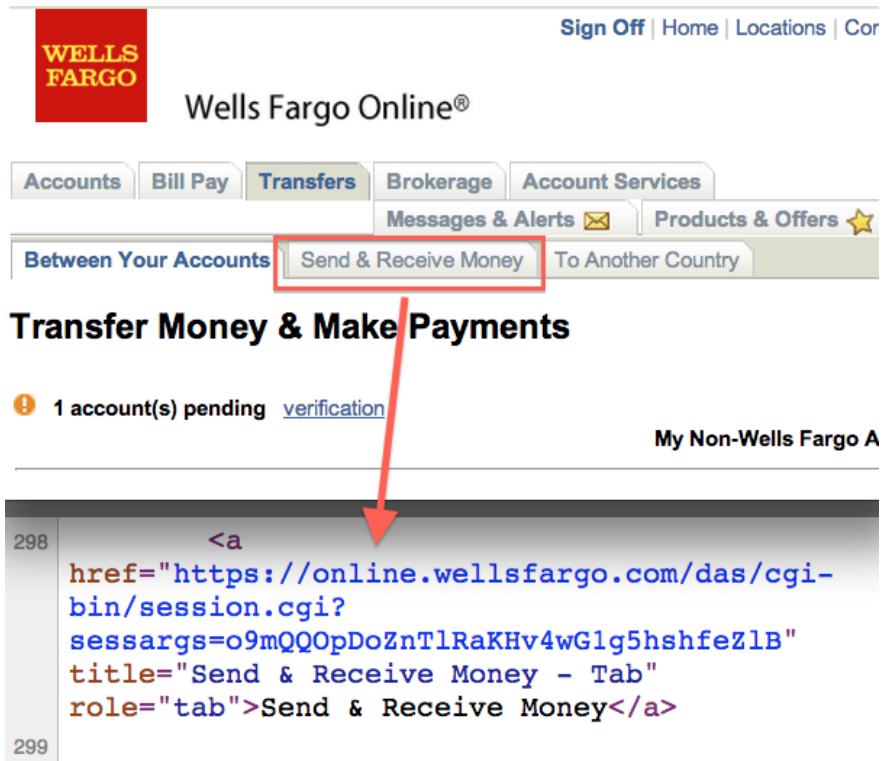 Sign Off | Home | Locations | Cor
WELLS
FARGO
Wells Fargo Online®
Accounts Bill Pay Transfers Brokerage Account Services
Messages & Alerts Products & Offers
Between Your Accounts Send & Receive Money To Another Country
Transfer Money & Make Payments
1 account(s) pending verification
My Non-Wells Fargo A
298 <a
href="https://online.wellsfargo.com/das/cgi-
bin/session.cgi?
sessargs=o9mQQOpDoZnTlRaKHv4wG1g5hshfeZlB"
title="Send & Receive Money - Tab"
role="tab">Send & Receive Money</a>
299